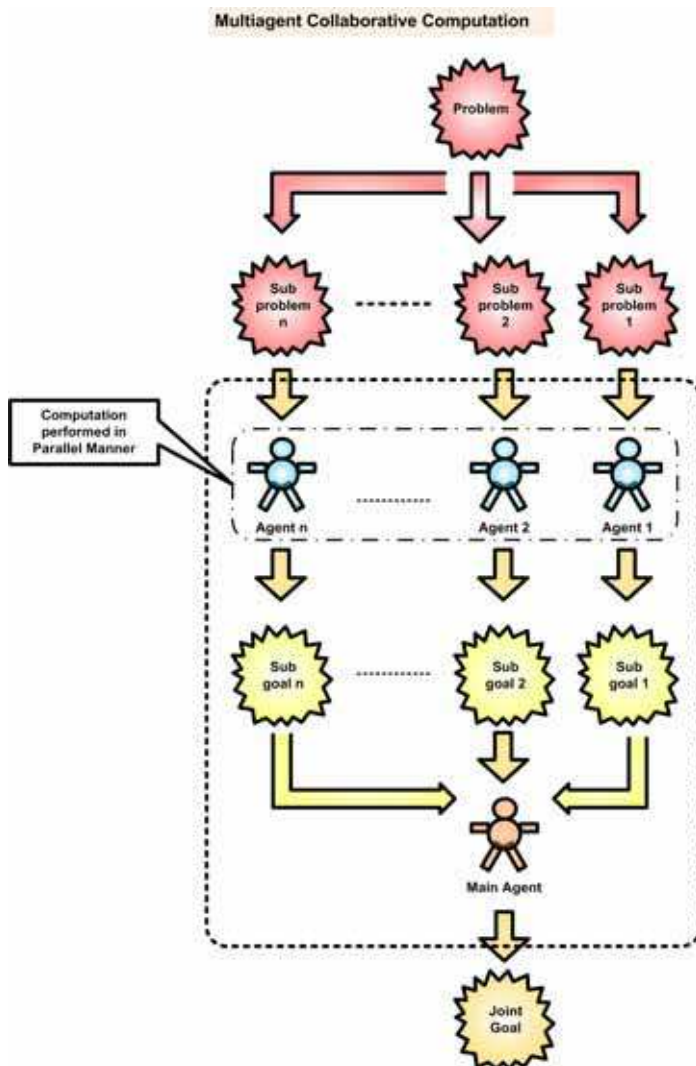 Multiagent Collaborative Computation
Problem
Sub
problem
n
Sub
problem
2
Sub
problem
1
Computation
performed in
Parallel Manner
Agent n
Agent 2
Agent 1
Sub
goal n
Sub
goal 2
Sub
goal 1
Main Agent
Joint
Goal